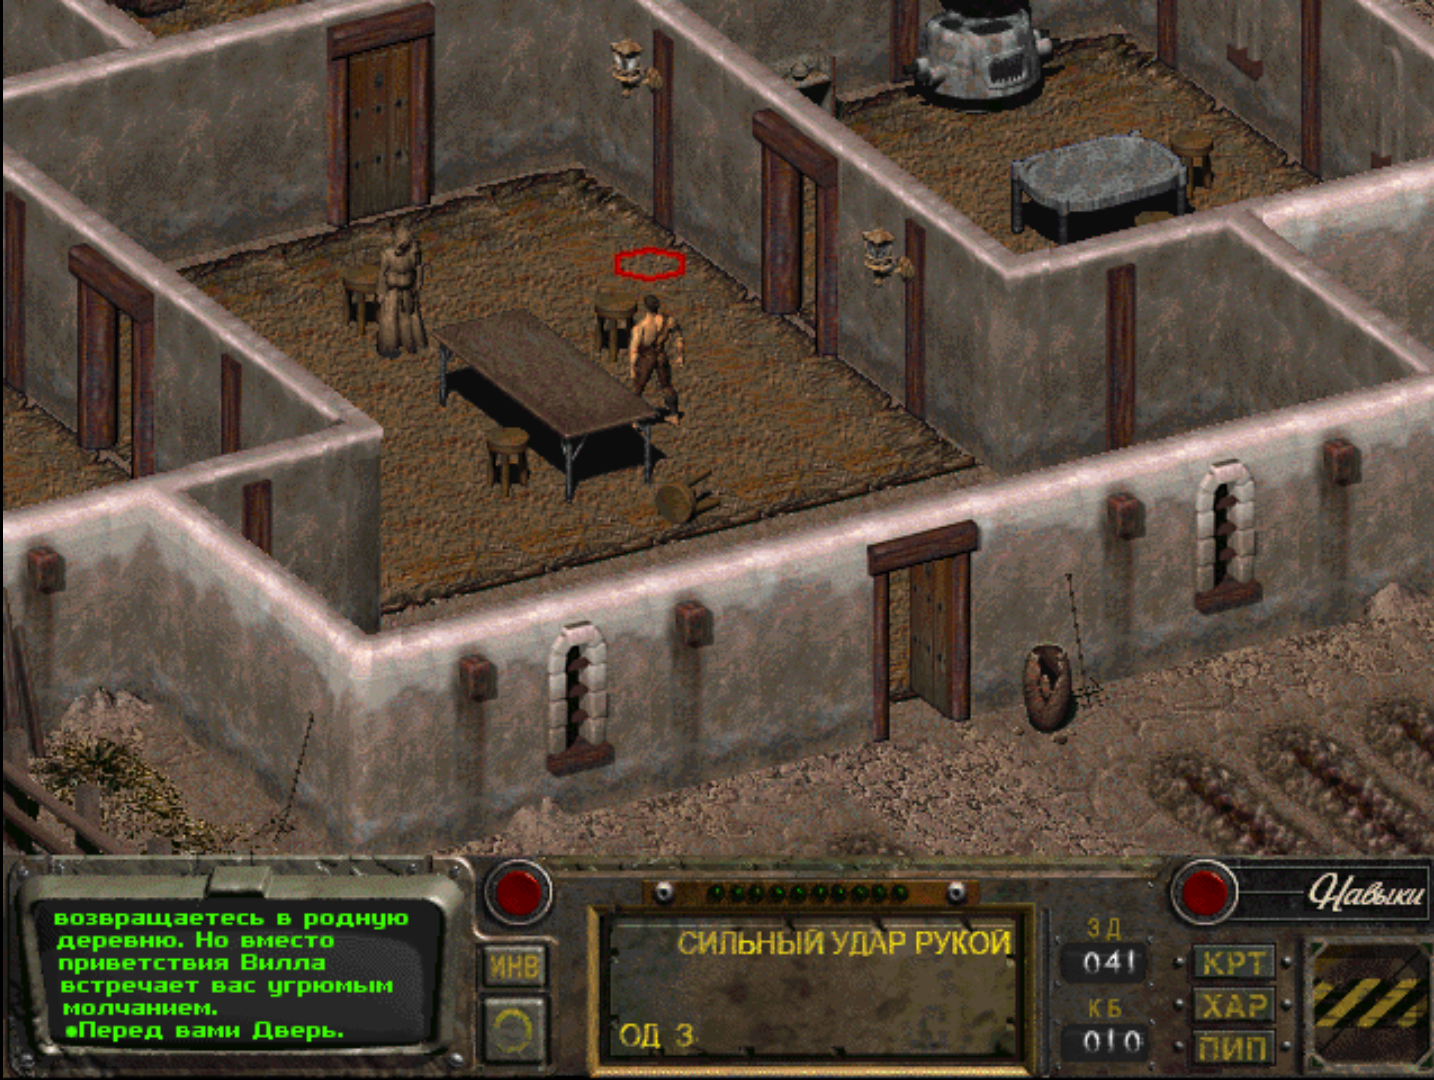 возвращаетесь в родную
деревню. Но вместо
приветствия Вилла
встречает вас угрюмым
молчанием.
•Перед вами Дверь.
ИНВ
СИЛЬНЫЙ УДАР РУКОЙ
ОД 3
ЗД
041
КБ
010
Навыки
КРТ
ХАР
ПИП